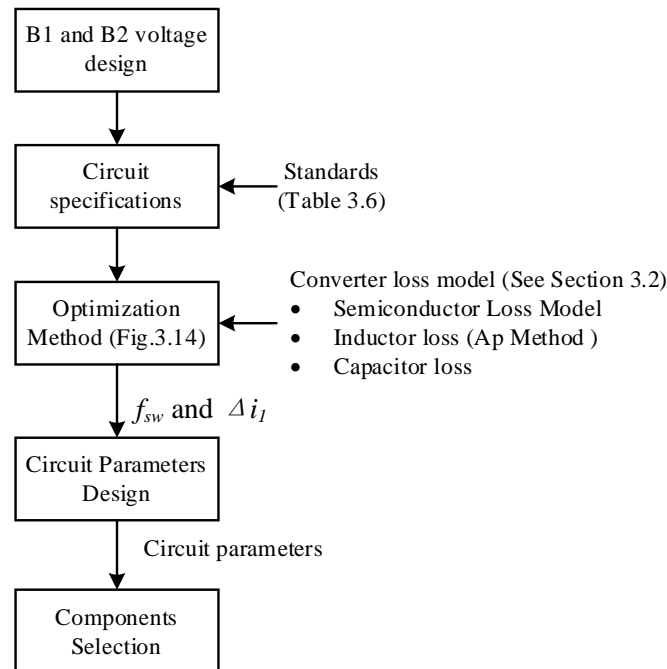 B1 and B2 voltage
design
Circuit
specifications
Standards
(Table 3.6)
Optimization
Method (Fig.3.14)
Converter loss model (See Section 3.2)
• Semiconductor Loss Model
• Inductor loss (Ap Method )
• Capacitor loss
fsw and Δi1
Circuit Parameters
Design
Circuit parameters
Components
Selection